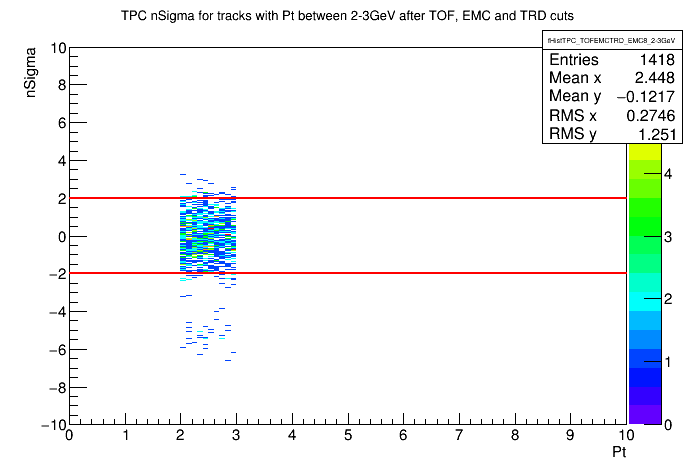 TPC nSigma for tracks with Pt between 2-3GeV after TOF, EMC and TRD cuts
fHistTPC_TOFEMCTRD_EMC8_2-3GeV
Entries 1418
Mean x 2.448
Mean y −0.1217
RMS x 0.2746
RMS y 1.251
nSigma
10
8
6
4
2
0
−2
−4
−6
−8
−10
0 1 2 3 4 5 6 7 8 9 10
Pt
4
3
2
1
0